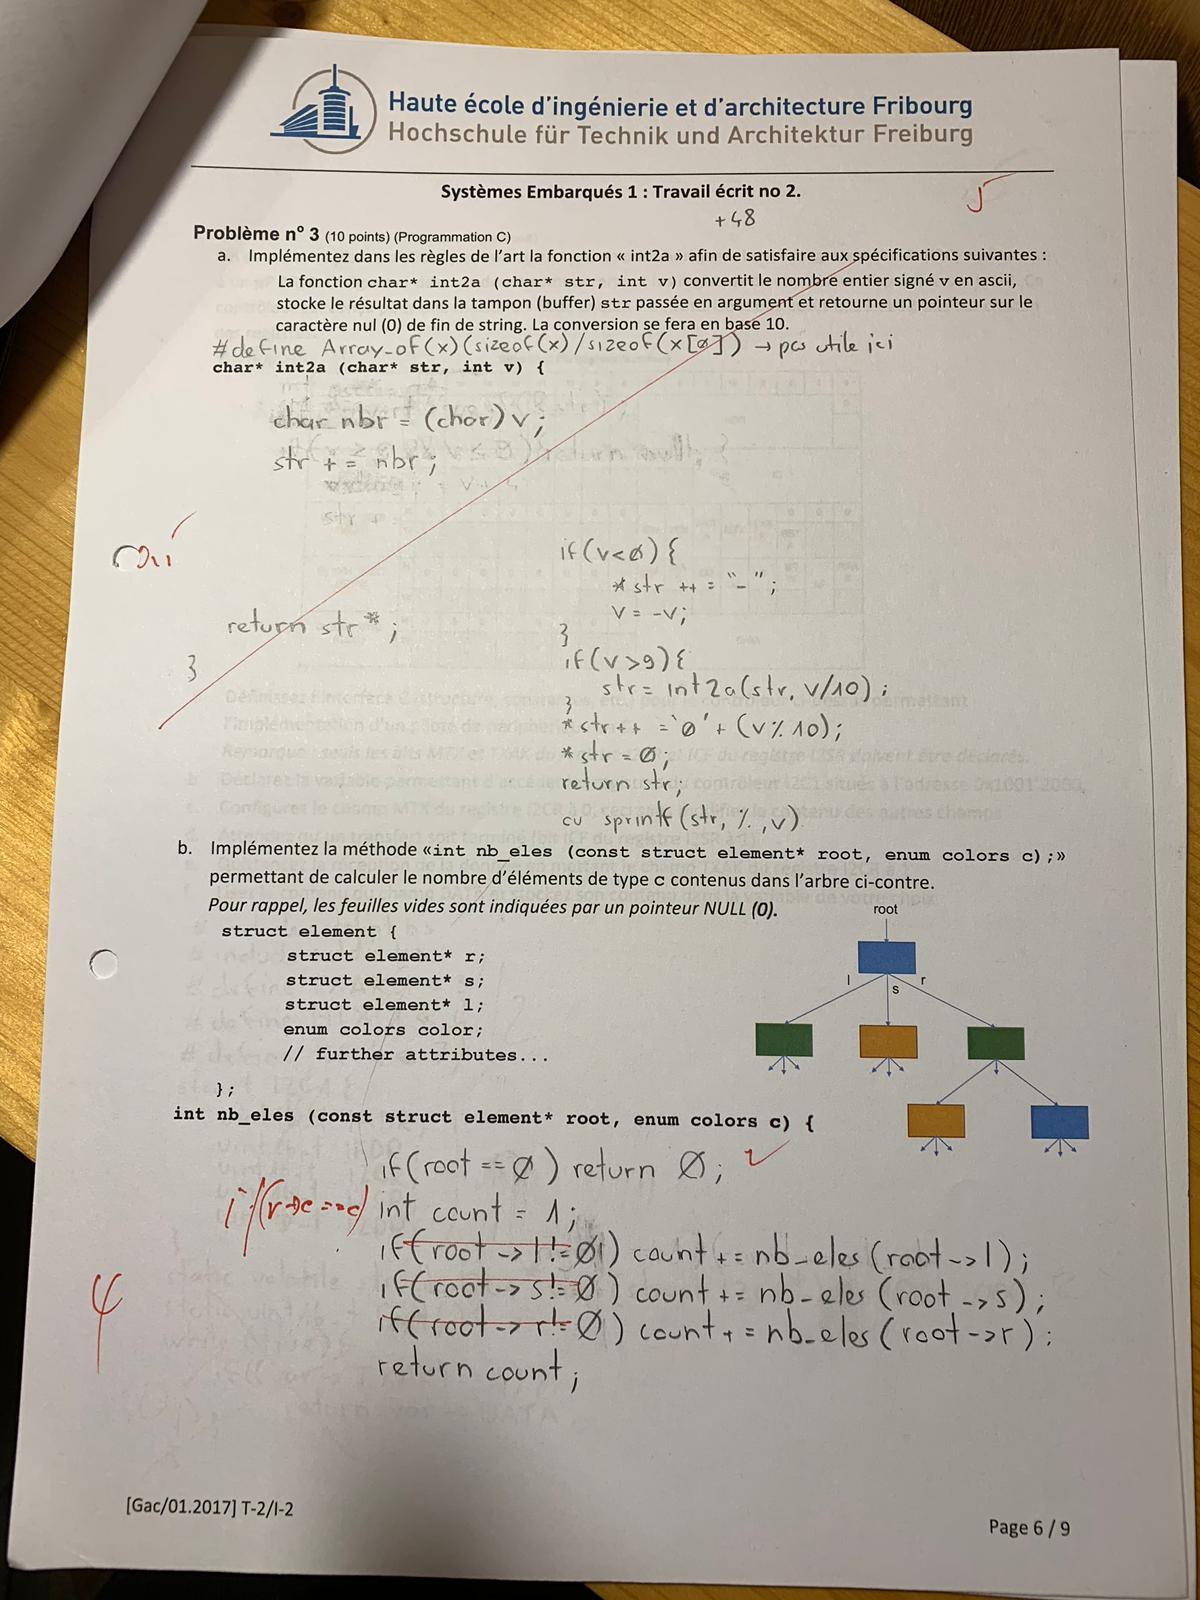 Haute école d'ingénierie et d'architecture Fribourg
Hochschule für Technik und Architektur Freiburg
Systèmes Embarqués 1 : Travail écrit no 2.
5
+48
Problème n° 3 (10 points) (Programmation C)
a. Implémentez dans les règles de l'art la fonction « int2a » afin de satisfaire aux spécifications suivantes :
La fonction char* int2a (char* str, int v) convertit le nombre entier signé v en ascii,
stocke le résultat dans la tampon (buffer) str passée en argument et retourne un pointeur sur le
caractère nul (0) de fin de string. La conversion se fera en base 10.
#define Array_of(x)(sizeof(x)/sizeof(x[0]) → pas utile ici
char* int2a (char* str, int v) {
char nbr = (char) v;
str += nbr;
if(v<0){
*str ++ = "-";
v = -v;
}
return str*;
}
if(v>9){
str = int2a(str, v/10);
}
*str++ ='0'+(v%10);
*str = 0;
return str;
ou sprintf(str, %, v)
b. Implémentez la méthode «int nb_eles (const struct element* root, enum colors c);»
permettant de calculer le nombre d'éléments de type c contenus dans l'arbre ci-contre.
Pour rappel, les feuilles vides sont indiquées par un pointeur NULL (0).
root
struct element {
struct element* r;
struct element* s;
struct element* l;
enum colors color;
// further attributes...
};
l
s
r
int nb_eles (const struct element* root, enum colors c) {
if(root == 0) return 0;
if(r->c==c) int count = 1;
if(root -> l != 0) count += nb_eles(root->l);
if(root -> s != 0) count += nb_eles(root->s);
if(root -> r != 0) count += nb_eles(root->r);
return count;
4
[Gac/01.2017] T-2/I-2
Page 6 / 9